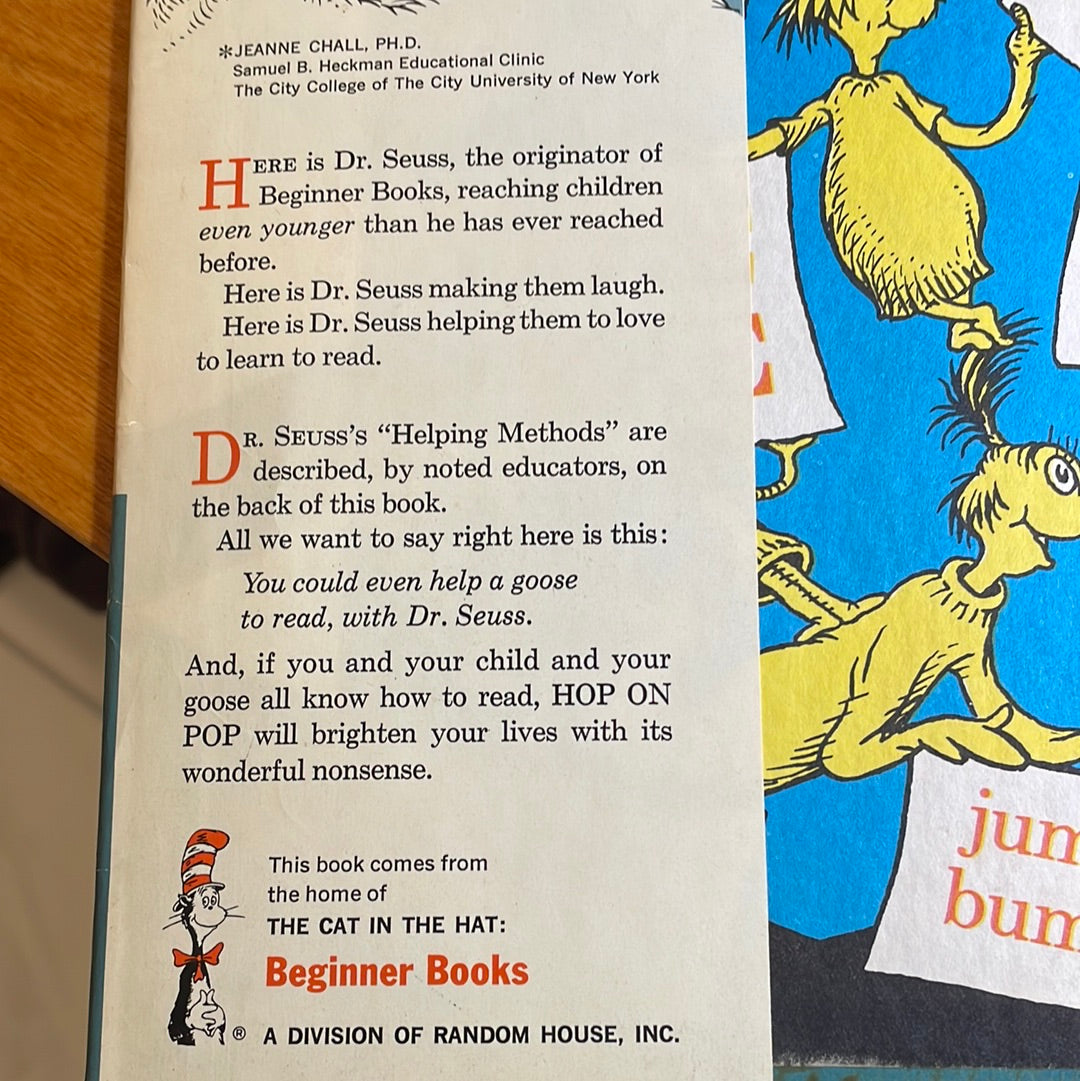 *JEANNE CHALL, PH.D.
Samuel B. Heckman Educational Clinic
The City College of The City University of New York
HERE is Dr. Seuss, the originator of
Beginner Books, reaching children
even younger than he has ever reached
before.
Here is Dr. Seuss making them laugh.
Here is Dr. Seuss helping them to love
to learn to read.
DR. SEUSS'S “Helping Methods” are
described, by noted educators, on
the back of this book.
All we want to say right here is this:
You could even help a goose
to read, with Dr. Seuss.
And, if you and your child and your
goose all know how to read, HOP ON
POP will brighten your lives with its
wonderful nonsense.
This book comes from
the home of
THE CAT IN THE HAT:
Beginner Books
® A DIVISION OF RANDOM HOUSE, INC.
jum
bum